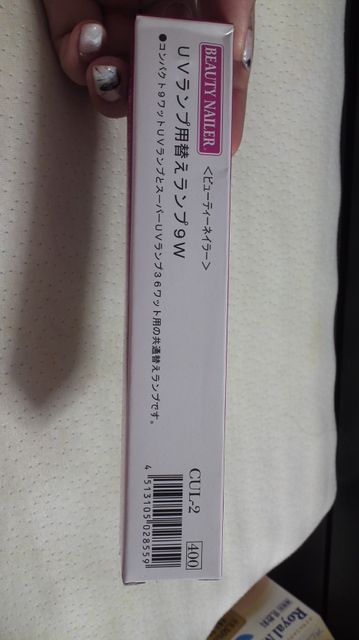 BEAUTY NAILER
<ビューティーネイラー>
UVランプ用替えランプ9W
●コンパクト9ワットUVランプとスーパーUVランプ36ワット用の共通替えランプです。
CUL-2
400
4 513105 028559
Royal